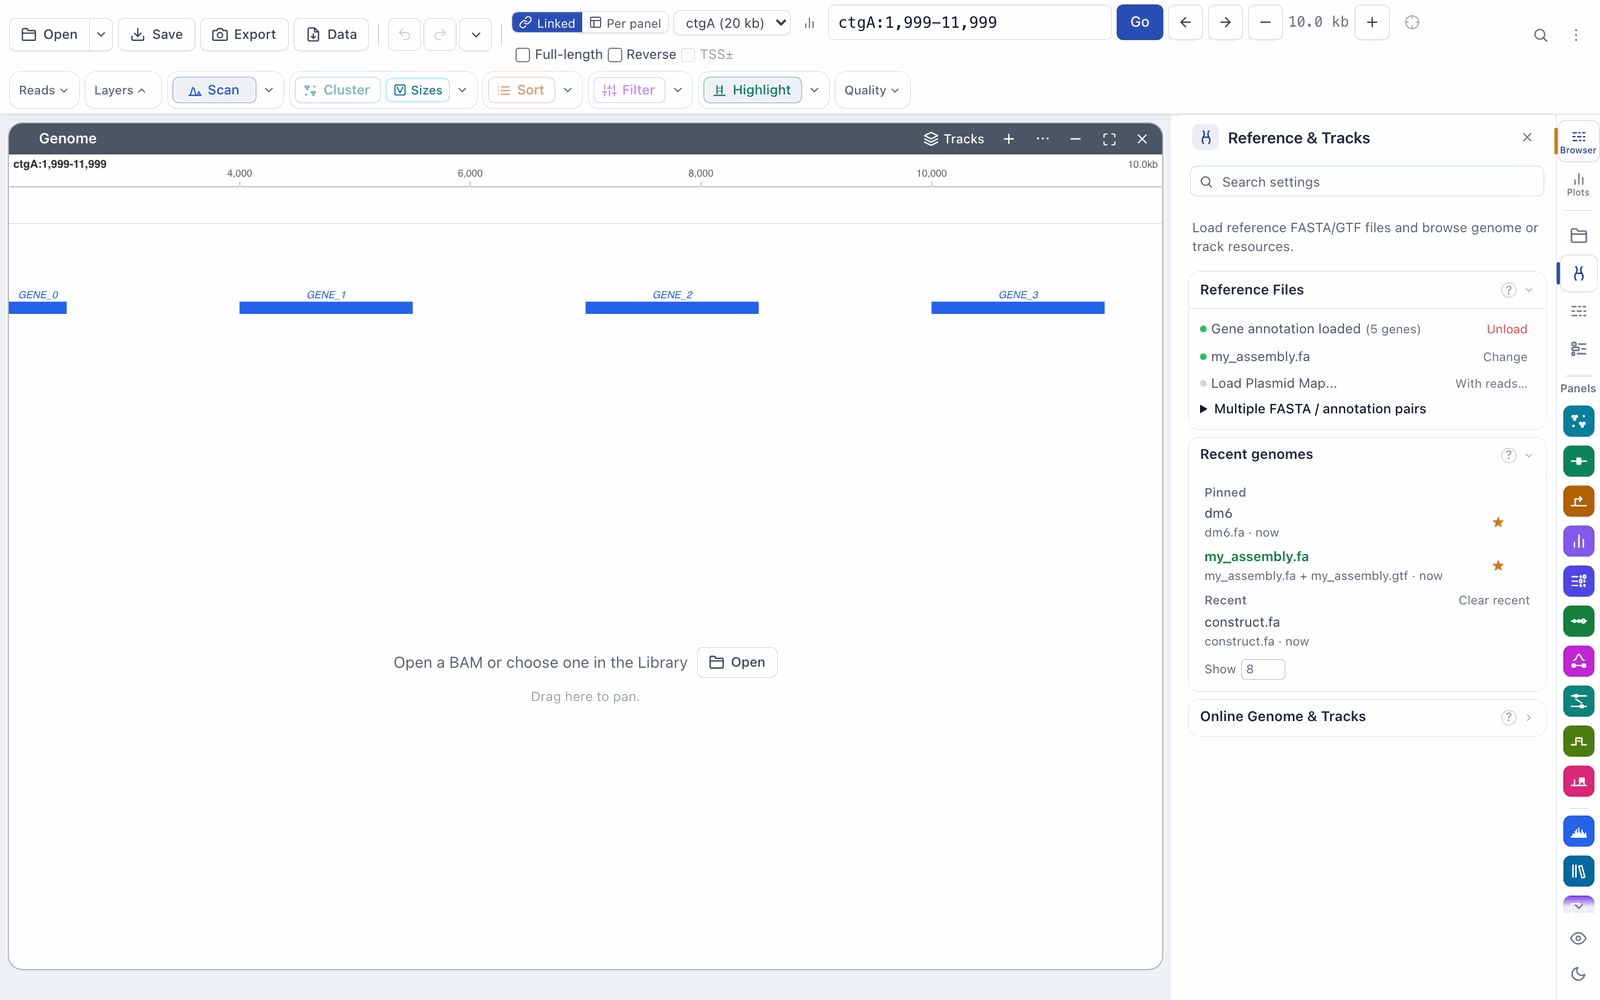 Open
Save
Export
Data
Linked
Per panel
ctgA (20 kb)
ctgA:1,999–11,999
Go
10.0 kb
Full-length
Reverse
TSS±
Reads
Layers
Scan
Cluster
Sizes
Sort
Filter
Highlight
Quality
Genome
Tracks
ctgA:1,999-11,999
10.0kb
4,000
6,000
8,000
10,000
GENE_0
GENE_1
GENE_2
GENE_3
Open a BAM or choose one in the Library
Open
Drag here to pan.
Reference & Tracks
Search settings
Load reference FASTA/GTF files and browse genome or
track resources.
Reference Files
?
Gene annotation loaded (5 genes)
Unload
my_assembly.fa
Change
Load Plasmid Map...
With reads...
Multiple FASTA / annotation pairs
Recent genomes
?
Pinned
dm6
dm6.fa · now
my_assembly.fa
my_assembly.fa + my_assembly.gtf · now
Recent
Clear recent
construct.fa
construct.fa · now
Show 8
Online Genome & Tracks
?
Browser
Plots
Panels